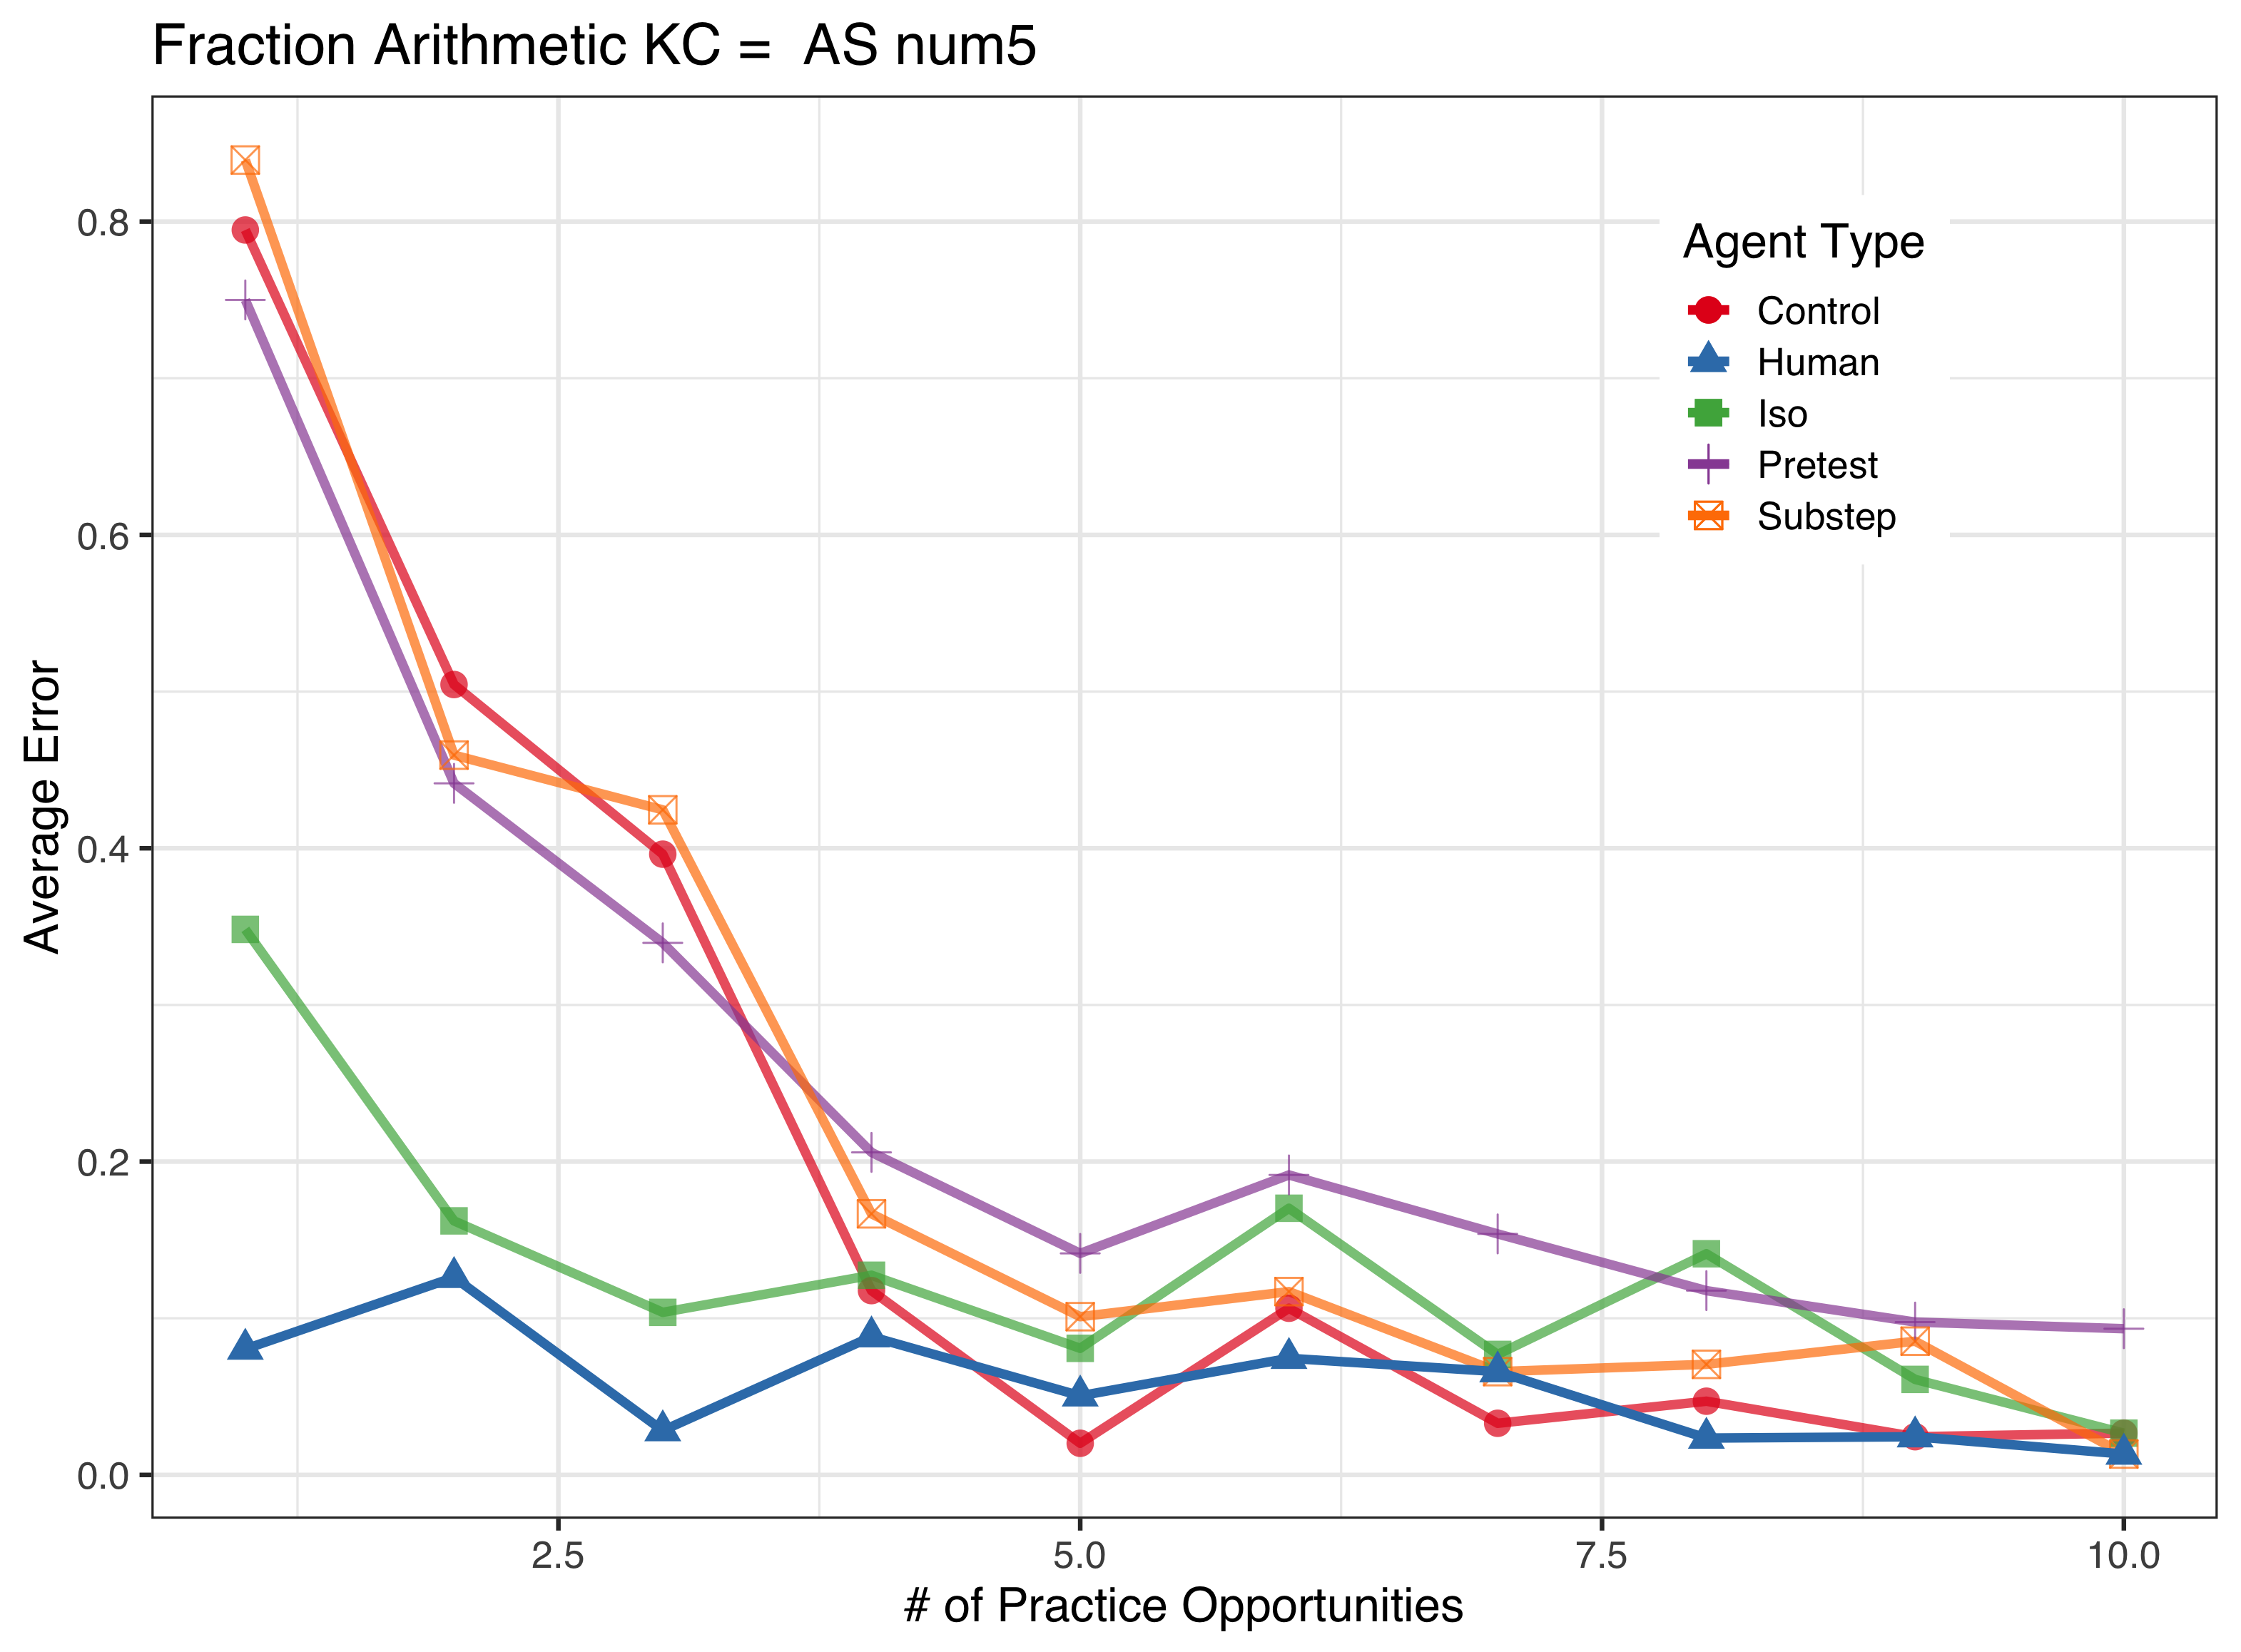 Fraction Arithmetic KC =  AS num5
Average Error
0.8
0.6
0.4
0.2
0.0
Agent Type
Control
Human
Iso
Pretest
Substep
2.5 5.0 7.5 10.0
# of Practice Opportunities